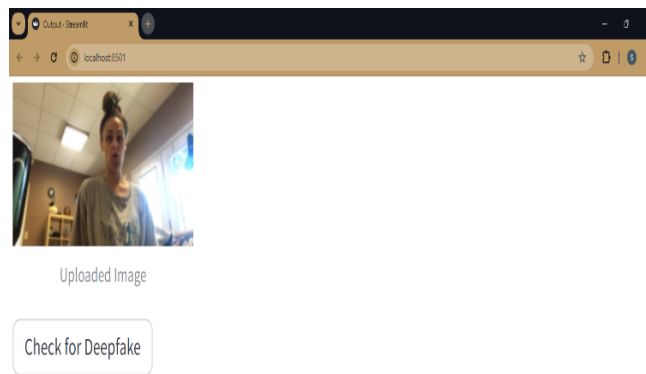 Output · Streamlit
localhost:8501
Uploaded Image
Check for Deepfake